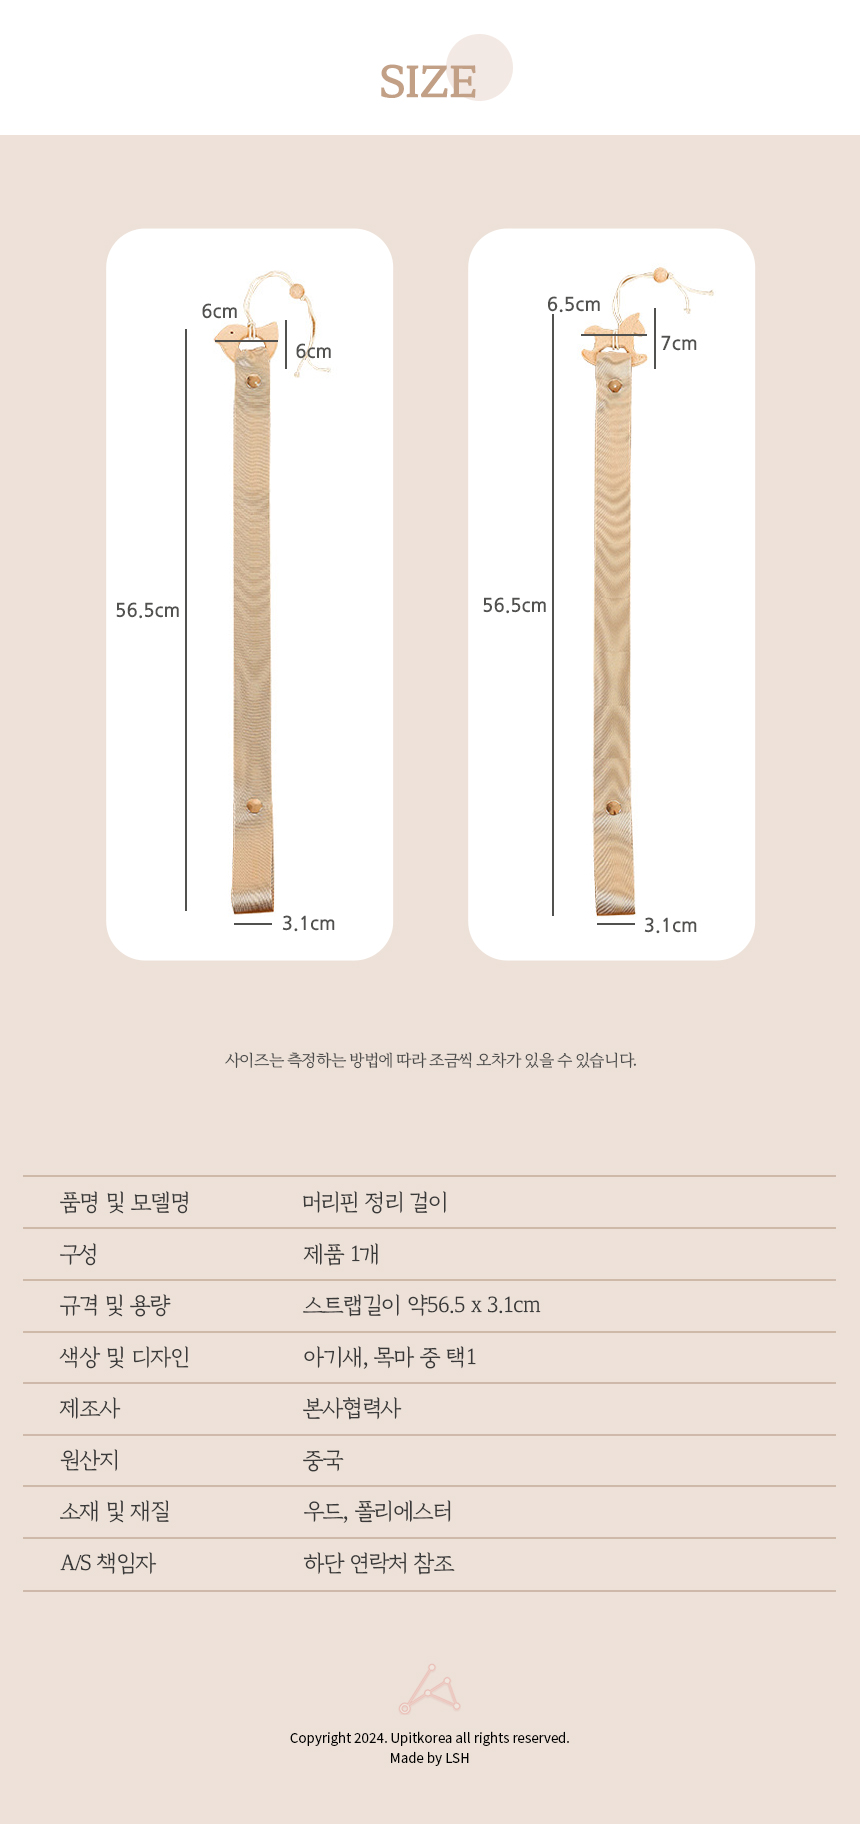 SIZE
6cm
6cm
56.5cm
3.1cm
6.5cm
7cm
56.5cm
3.1cm
사이즈는 측정하는 방법에 따라 조금씩 오차가 있을 수 있습니다.
품명 및 모델명 머리핀 정리 걸이
구성 제품 1개
규격 및 용량 스트랩길이 약56.5 x 3.1cm
색상 및 디자인 아기새, 목마 중 택1
제조사 본사협력사
원산지 중국
소재 및 재질 우드, 폴리에스터
A/S 책임자 하단 연락처 참조
Copyright 2024. Upitkorea all rights reserved.
Made by LSH